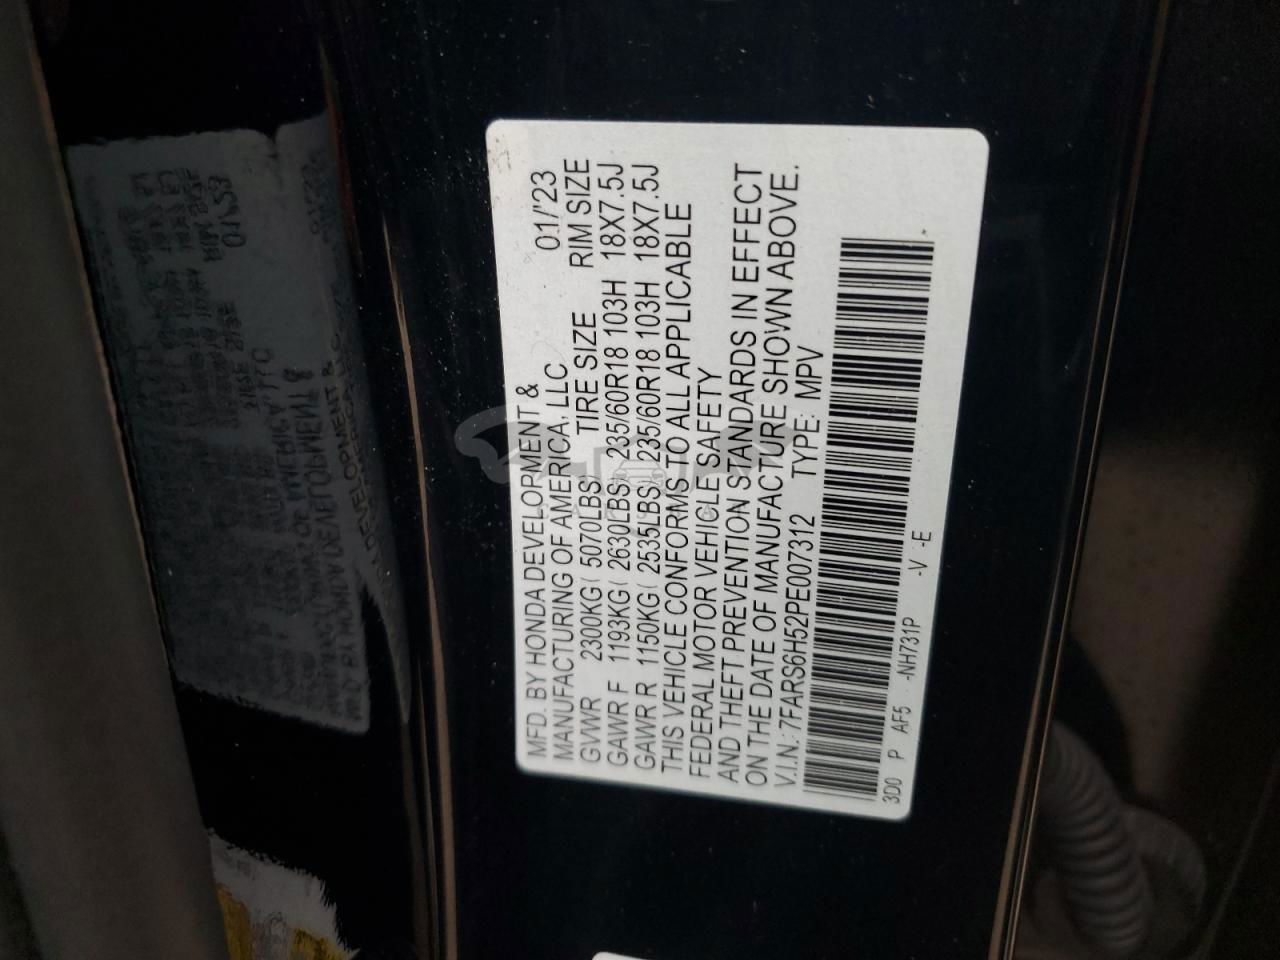 MFD. BY HONDA DEVELOPMENT &
MANUFACTURING OF AMERICA, LLC 01/'23
GVWR 2300KG( 5070LBS) TIRE SIZE RIM SIZE
GAWR F 1193KG( 2630LBS) 235/60R18 103H 18X7.5J
GAWR R 1150KG( 2535LBS) 235/60R18 103H 18X7.5J
THIS VEHICLE CONFORMS TO ALL APPLICABLE
FEDERAL MOTOR VEHICLE SAFETY
AND THEFT PREVENTION STANDARDS IN EFFECT
ON THE DATE OF MANUFACTURE SHOWN ABOVE.
V.I.N.: 7FARS6H52PE007312 TYPE: MPV
3D0 P AF5 -NH731P -V -E